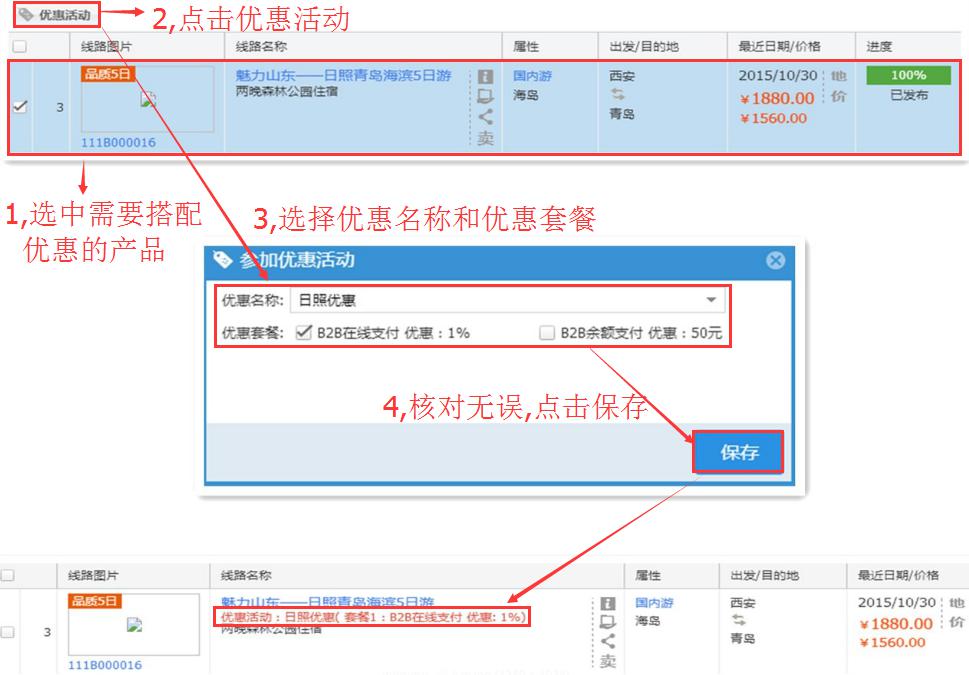 优惠活动
2,点击优惠活动
线路图片 线路名称 属性 出发/目的地 最近日期/价格 进度
品质5日 魅力山东——日照青岛海滨5日游 国内游 西安 2015/10/30 地 100%
3 两晚森林公园住宿 海岛 ¥1880.00 价 已发布
青岛 ¥1560.00
111B000016 卖
1,选中需要搭配
优惠的产品
3,选择优惠名称和优惠套餐
参加优惠活动
优惠名称: 日照优惠
优惠套餐: B2B在线支付 优惠：1% B2B余额支付 优惠：50元
4,核对无误,点击保存
保存
线路图片 线路名称 属性 出发/目的地 最近日期/价格
品质5日 魅力山东——日照青岛海滨5日游 国内游 西安 2015/10/30 地
优惠活动：日照优惠( 套餐1：B2B在线支付 优惠: 1%)
3 两晚森林公园住宿 海岛 ¥1880.00 价
青岛 ¥1560.00
111B000016 卖